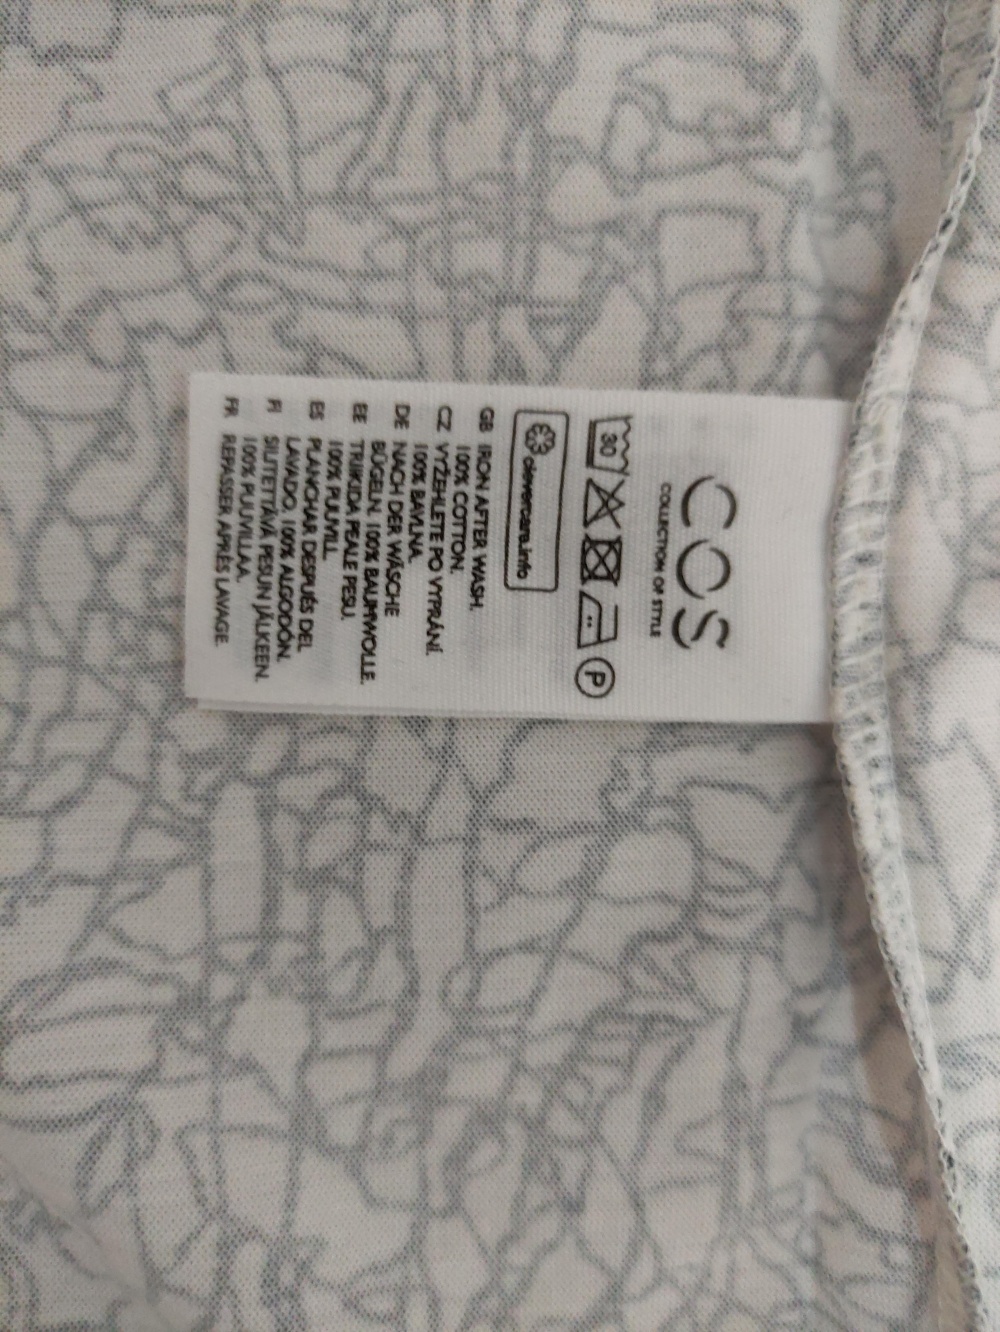 COS
COLLECTION OF STYLE
30
P
clevercare.info
GB IRON AFTER WASH.
100% COTTON.
CZ VYŽEHLETE PO VYPRÁNÍ.
100% BAVLNA.
DE NACH DER WÄSCHE
BÜGELN. 100% BAUMWOLLE.
EE TRIIKIDA PEALE PESU.
100% PUUVILL.
ES PLANCHAR DESPUÉS DEL
LAVADO. 100% ALGODÓN.
FI SILITETTÄVÄ PESUN JÄLKEEN.
100% PUUVILLAA.
FR REPASSER APRÈS LAVAGE.